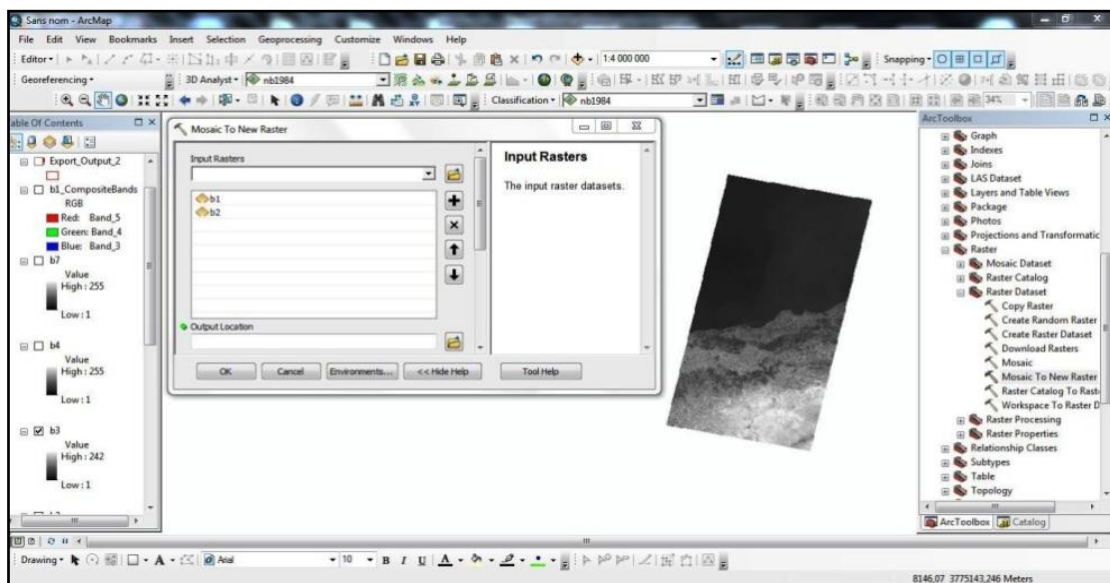 Sans nom - ArcMap
File Edit View Bookmarks Insert Selection Geoprocessing Customize Windows Help
Editor 1:4 000 000 Snapping
Georeferencing 3D Analyst nb1984
Classification nb1984 34%
able Of Contents
Export_Output_2
b1_CompositeBands
RGB
Red: Band_5
Green: Band_4
Blue: Band_3
b7
Value
High : 255
Low : 1
b4
Value
High : 255
Low : 1
b3
Value
High : 242
Low : 1
Mosaic To New Raster
Input Rasters
b1
b2
Output Location
OK Cancel Environments... << Hide Help Tool Help
Input Rasters
The input raster datasets.
ArcToolbox
Graph
Indexes
Joins
LAS Dataset
Layers and Table Views
Package
Photos
Projections and Transformatic
Raster
Mosaic Dataset
Raster Catalog
Raster Dataset
Copy Raster
Create Random Raster
Create Raster Dataset
Download Rasters
Mosaic
Mosaic To New Raster
Raster Catalog To Rast
Workspace To Raster D
Raster Processing
Raster Properties
Relationship Classes
Subtypes
Table
Topology
ArcToolbox Catalog
Drawing A Arial 10 B I U A
8146,07 3775143,246 Meters